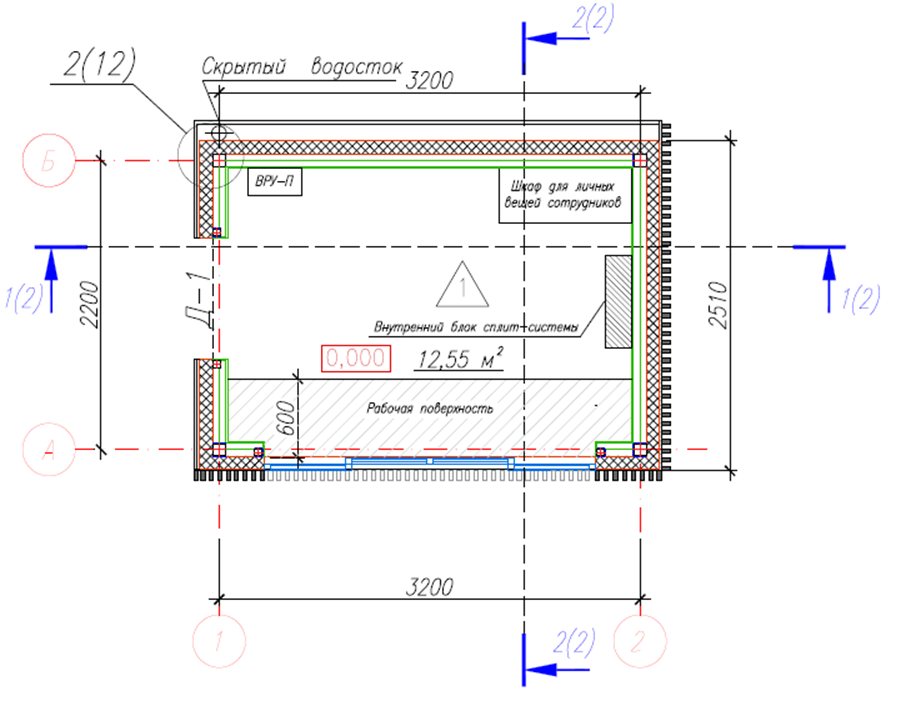 2(2)
2(12)
Скрытый водосток
3200
Б
ВРУ-П
Шкаф для личных
вещей сотрудников
1(2)
1(2)
2200
Д-1
1
2510
Внутренний блок сплит-системы
0,000
12,55 м²
600
Рабочая поверхность
А
3200
1
2(2)
2